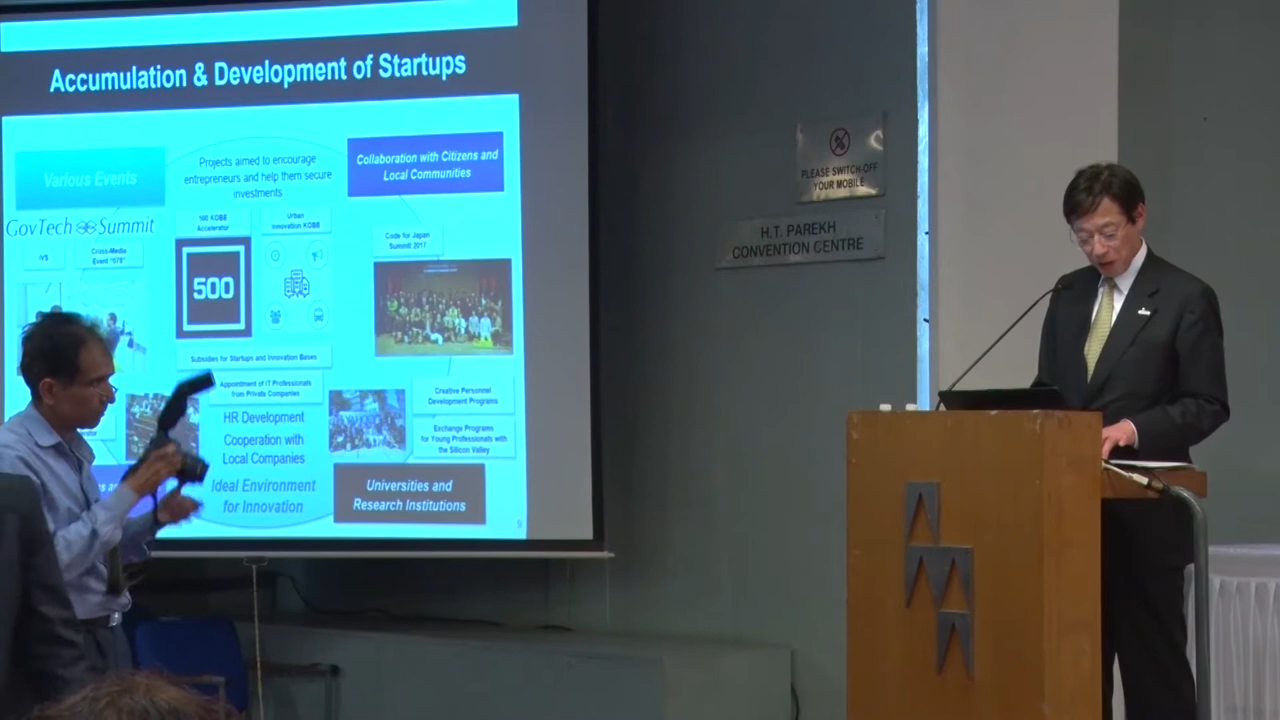 Accumulation & Development of Startups
Various Events
Projects aimed to encourage
entrepreneurs and help them secure
investments
Collaboration with Citizens and
Local Communities
GovTech Summit
IVS
Cross-Media
Event "078"
500 KOBE
Accelerator
Urban
Innovation KOBE
Code for Japan
Summit 2017
500
Subsidies for Startups and Innovation Bases
Appointment of IT Professionals
from Private Companies
HR Development
Cooperation with
Local Companies
Ideal Environment
for Innovation
Creative Personnel
Development Programs
Exchange Programs
for Young Professionals with
the Silicon Valley
Universities and
Research Institutions
9
PLEASE SWITCH-OFF
YOUR MOBILE
H.T. PAREKH
CONVENTION CENTRE